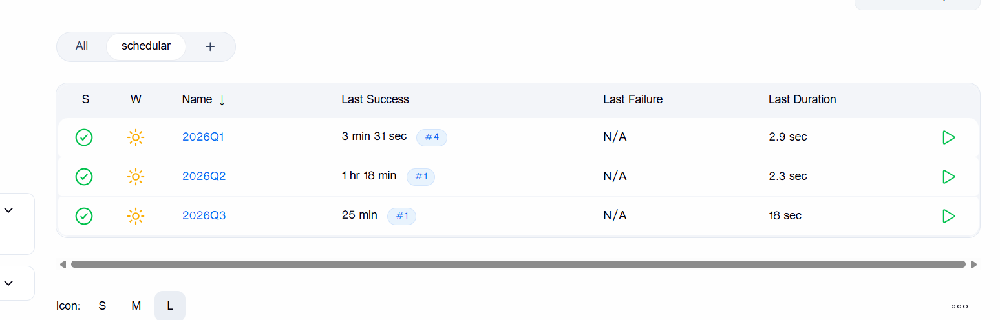 All schedular +
S W Name ↓ Last Success Last Failure Last Duration
2026Q1 3 min 31 sec #4 N/A 2.9 sec
2026Q2 1 hr 18 min #1 N/A 2.3 sec
2026Q3 25 min #1 N/A 18 sec
Icon: S M L